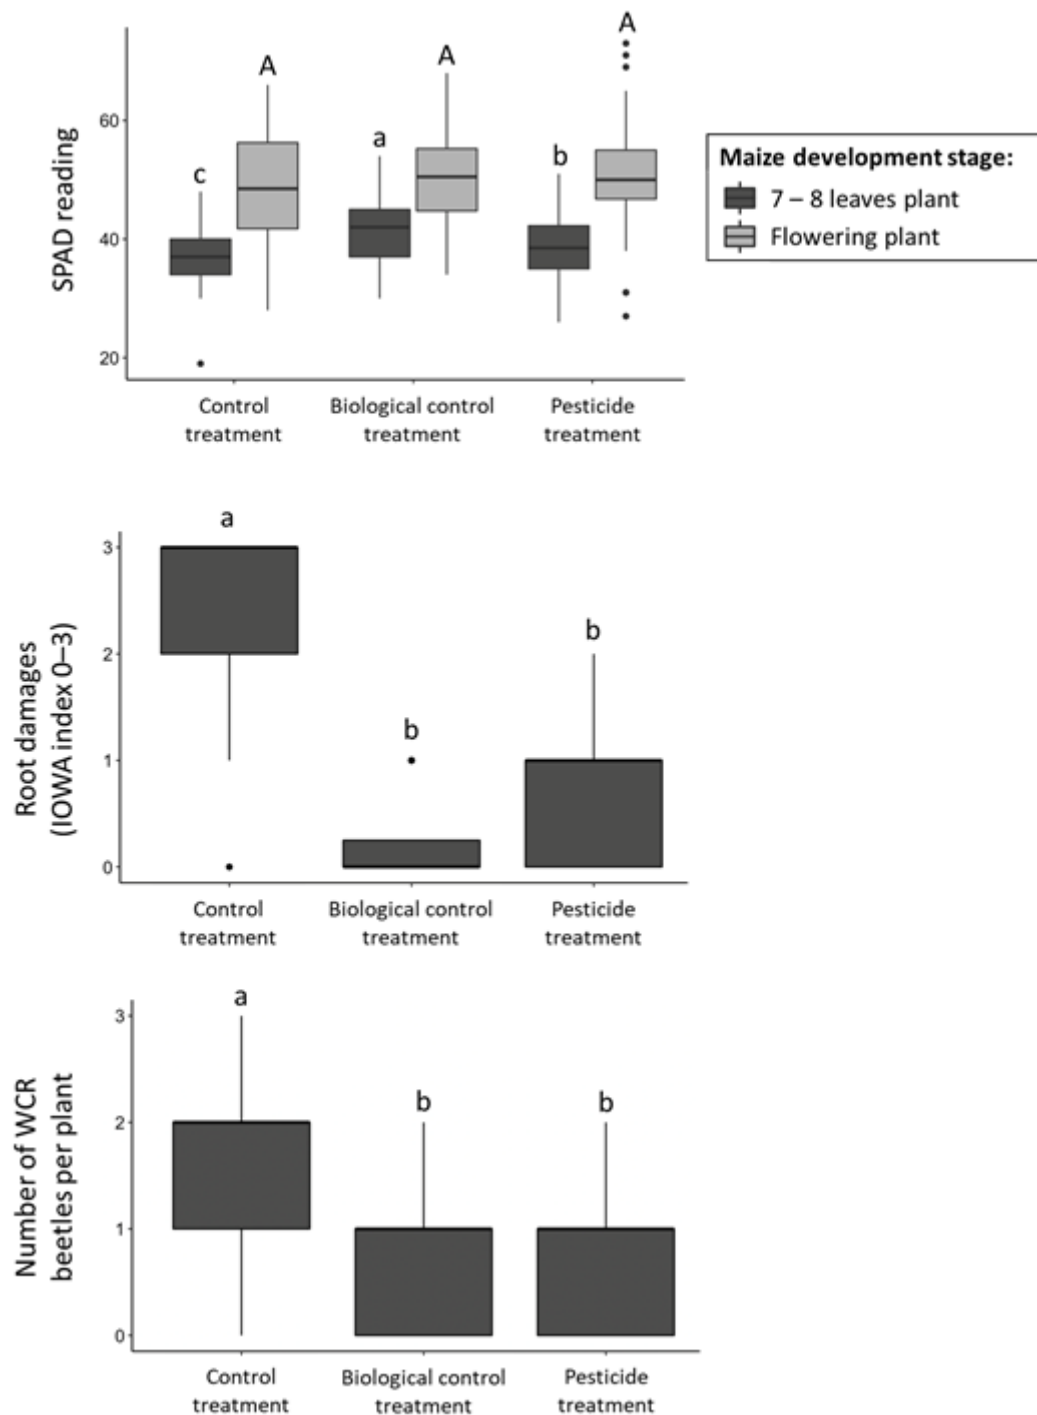 A
A
A
60
a
b
c
SPAD reading
40
20
Control
treatment
Biological control
treatment
Pesticide
treatment
Maize development stage:
7 – 8 leaves plant
Flowering plant
a
3
2
b
b
1
0
Root damages
(IOWA index 0–3)
Control
treatment
Biological control
treatment
Pesticide
treatment
a
3
2
b
b
1
0
Number of WCR
beetles per plant
Control
treatment
Biological control
treatment
Pesticide
treatment